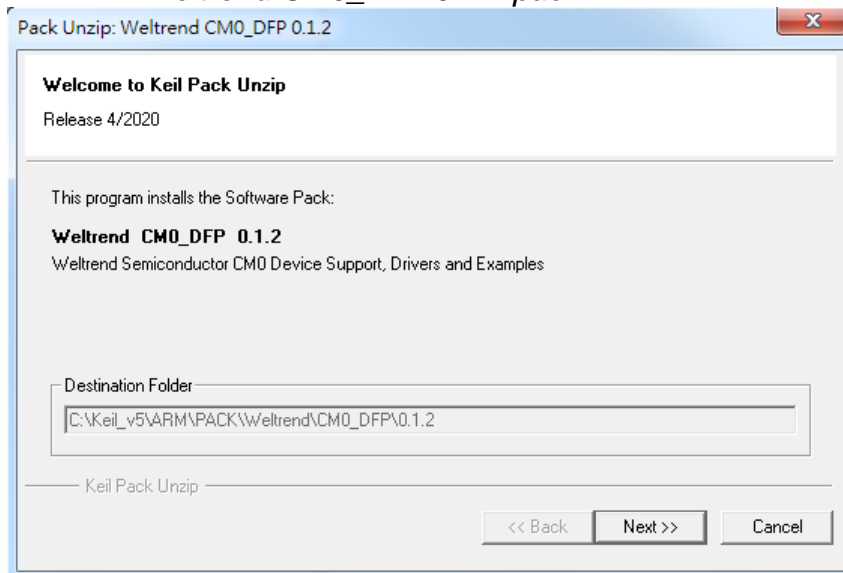 Pack Unzip: Weltrend CM0_DFP 0.1.2
Welcome to Keil Pack Unzip
Release 4/2020
This program installs the Software Pack:
Weltrend CM0_DFP 0.1.2
Weltrend Semiconductor CM0 Device Support, Drivers and Examples
Destination Folder
C:\Keil_v5\ARM\PACK\Weltrend\CM0_DFP\0.1.2
Keil Pack Unzip
<< Back
Next >>
Cancel